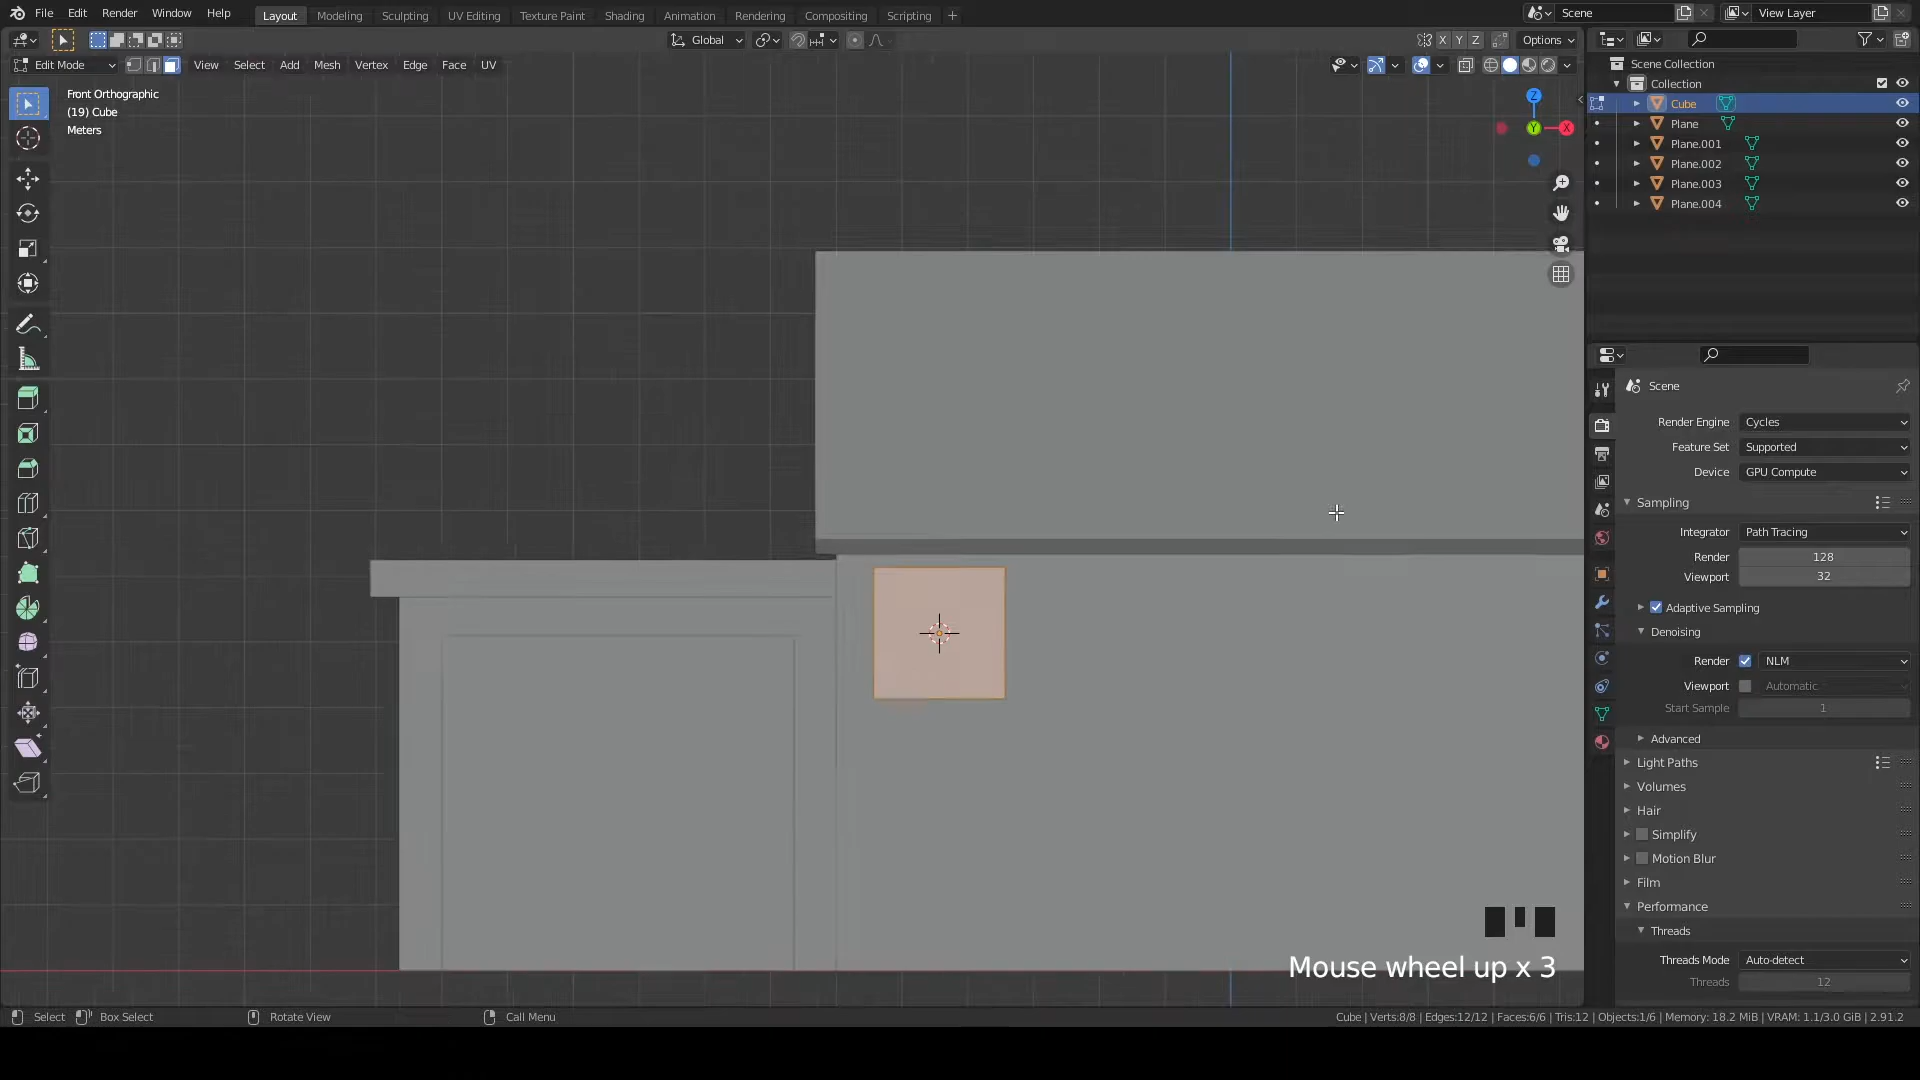 File Edit Render Window Help Layout Modeling Sculpting UV Editing Texture Paint Shading Animation Rendering Compositing Scripting + Scene View Layer
Global X Y Z Options
Edit Mode View Select Add Mesh Vertex Edge Face UV
Scene Collection
Collection
Cube
Plane
Plane.001
Plane.002
Plane.003
Plane.004
Front Orthographic
(19) Cube
Meters
Z
Y
X
Scene
Render Engine Cycles
Feature Set Supported
Device GPU Compute
Sampling
Integrator Path Tracing
Render 128
Viewport 32
Adaptive Sampling
Denoising
Render NLM
Viewport Automatic
Start Sample 1
Advanced
Light Paths
Volumes
Hair
Simplify
Motion Blur
Film
Performance
Threads
Threads Mode Auto-detect
Threads 12
Mouse wheel up x 3
Select Box Select Rotate View Call Menu Cube | Verts:8/8 | Edges:12/12 | Faces:6/6 | Tris:12 | Objects:1/6 | Memory: 18.2 MiB | VRAM: 1.1/3.0 GiB | 2.91.2